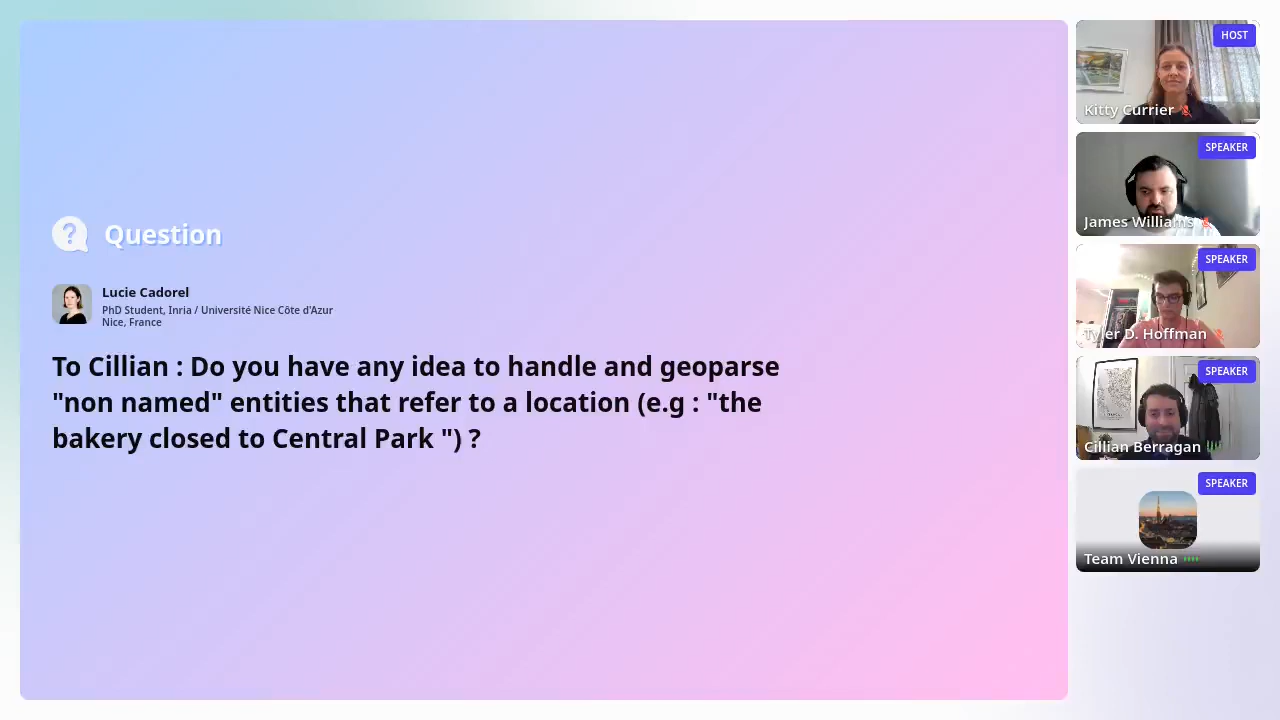 Question
Lucie Cadorel
PhD Student, Inria / Université Nice Côte d'Azur
Nice, France
To Cillian : Do you have any idea to handle and geoparse
"non named" entities that refer to a location (e.g : "the
bakery closed to Central Park ") ?
HOST
Kitty Currier
SPEAKER
James Williams
SPEAKER
Tyler D. Hoffman
SPEAKER
Cillian Berragan
SPEAKER
Team Vienna